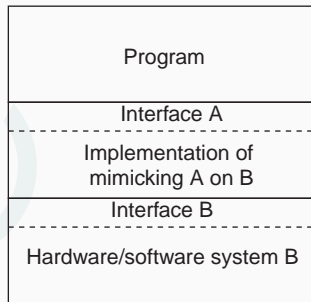 Program
Interface A
Implementation of
mimicking A on B
Interface B
Hardware/software system B